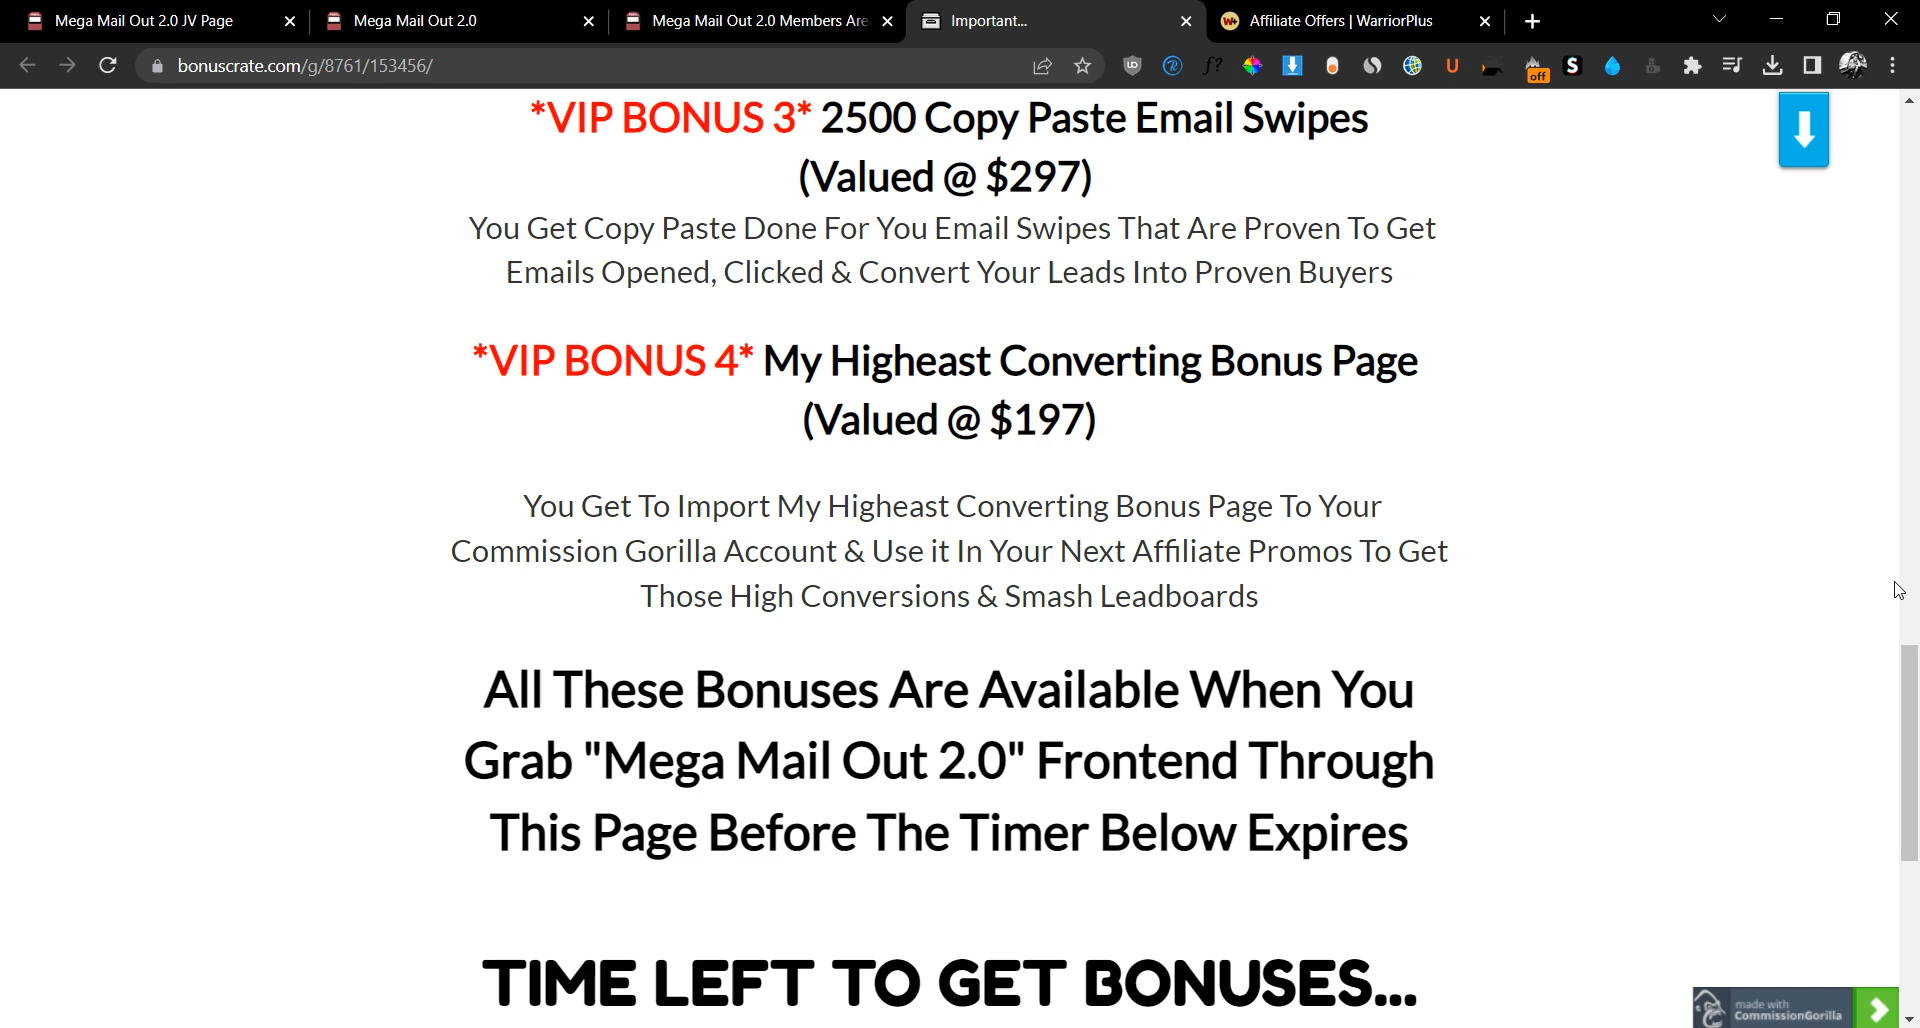 Mega Mail Out 2.0 JV Page
Mega Mail Out 2.0
Mega Mail Out 2.0 Members Are
Important...
Affiliate Offers | WarriorPlus
bonuscrate.com/g/8761/153456/
off
*VIP BONUS 3* 2500 Copy Paste Email Swipes
(Valued @ $297)
You Get Copy Paste Done For You Email Swipes That Are Proven To Get
Emails Opened, Clicked & Convert Your Leads Into Proven Buyers
*VIP BONUS 4* My Higheast Converting Bonus Page
(Valued @ $197)
You Get To Import My Higheast Converting Bonus Page To Your
Commission Gorilla Account & Use it In Your Next Affiliate Promos To Get
Those High Conversions & Smash Leadboards
All These Bonuses Are Available When You
Grab "Mega Mail Out 2.0" Frontend Through
This Page Before The Timer Below Expires
TIME LEFT TO GET BONUSES...
made with
CommissionGorilla